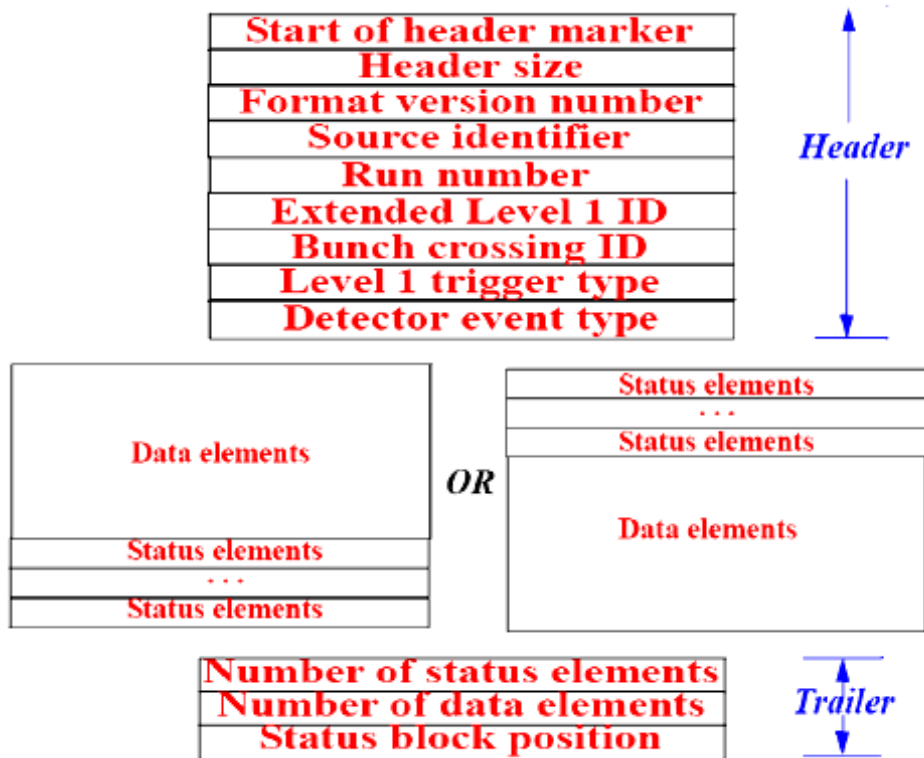 Start of header marker
Header size
Format version number
Source identifier
Run number
Extended Level 1 ID
Bunch crossing ID
Level 1 trigger type
Detector event type
Header
Data elements
Status elements
. . .
Status elements
OR
Status elements
. . .
Status elements
Data elements
Number of status elements
Number of data elements
Status block position
Trailer